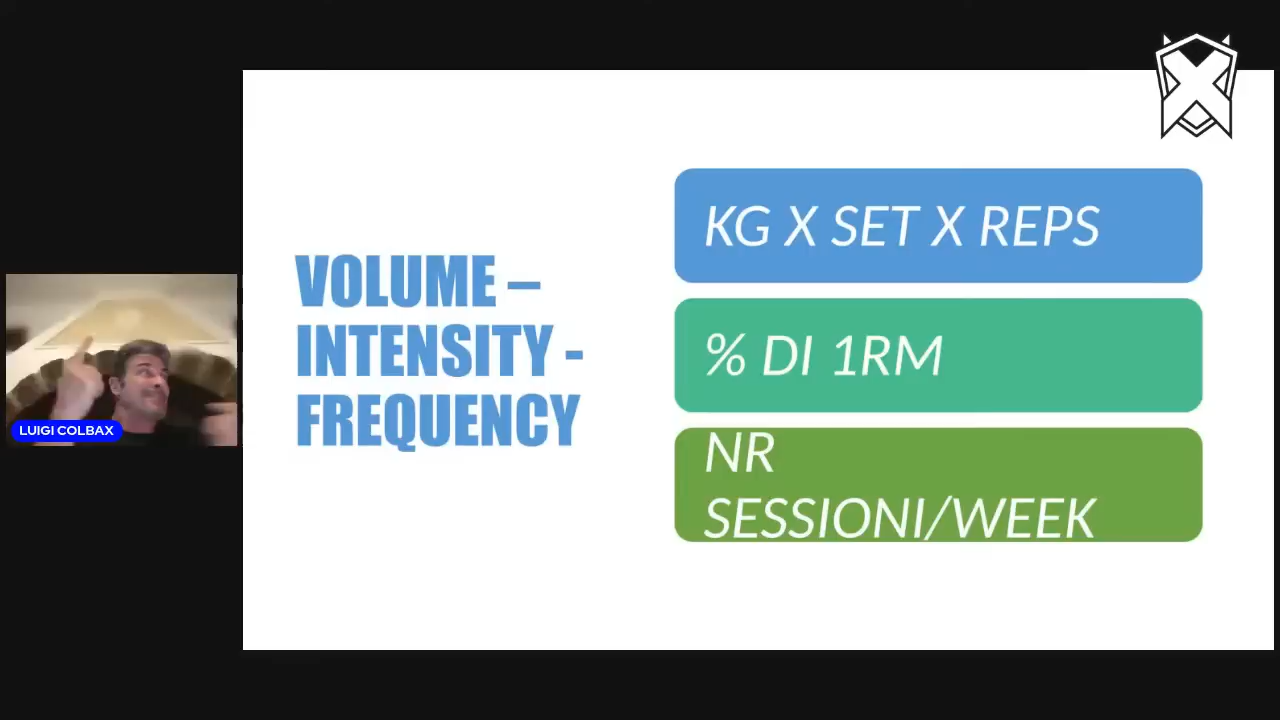 VOLUME –
INTENSITY -
FREQUENCY
KG X SET X REPS
% DI 1RM
NR
SESSIONI/WEEK
LUIGI COLBAX